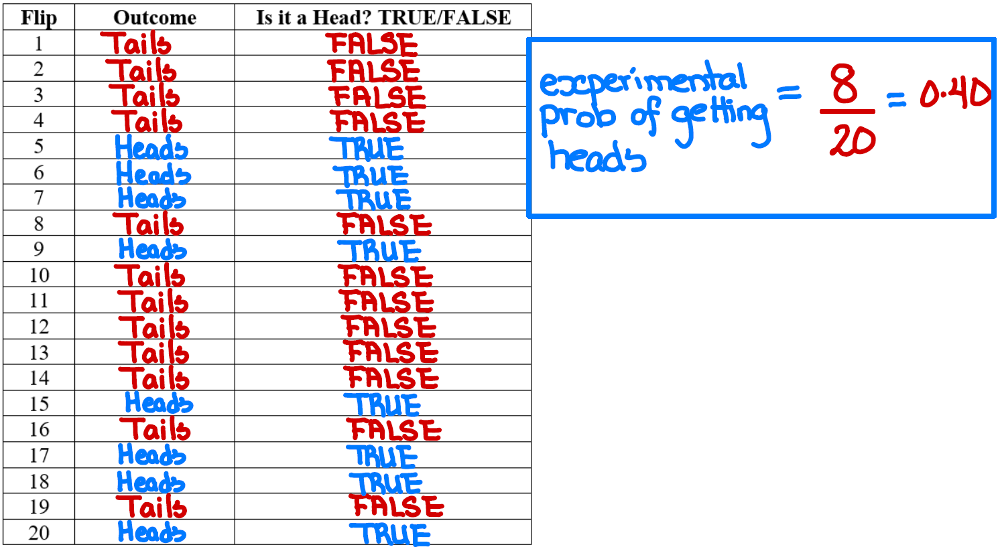 Flip Outcome Is it a Head? TRUE/FALSE
1 Tails FALSE
2 Tails FALSE
3 Tails FALSE
4 Tails FALSE
5 Heads TRUE
6 Heads TRUE
7 Heads TRUE
8 Tails FALSE
9 Heads TRUE
10 Tails FALSE
11 Tails FALSE
12 Tails FALSE
13 Tails FALSE
14 Tails FALSE
15 Heads TRUE
16 Tails FALSE
17 Heads TRUE
18 Heads TRUE
19 Tails FALSE
20 Heads TRUE
experimental
prob of getting
heads
= 8/20 = 0.40